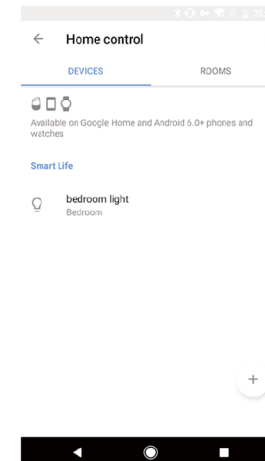 Home control
DEVICES
ROOMS
Available on Google Home and Android 6.0+ phones and
watches
Smart Life
bedroom light
Bedroom